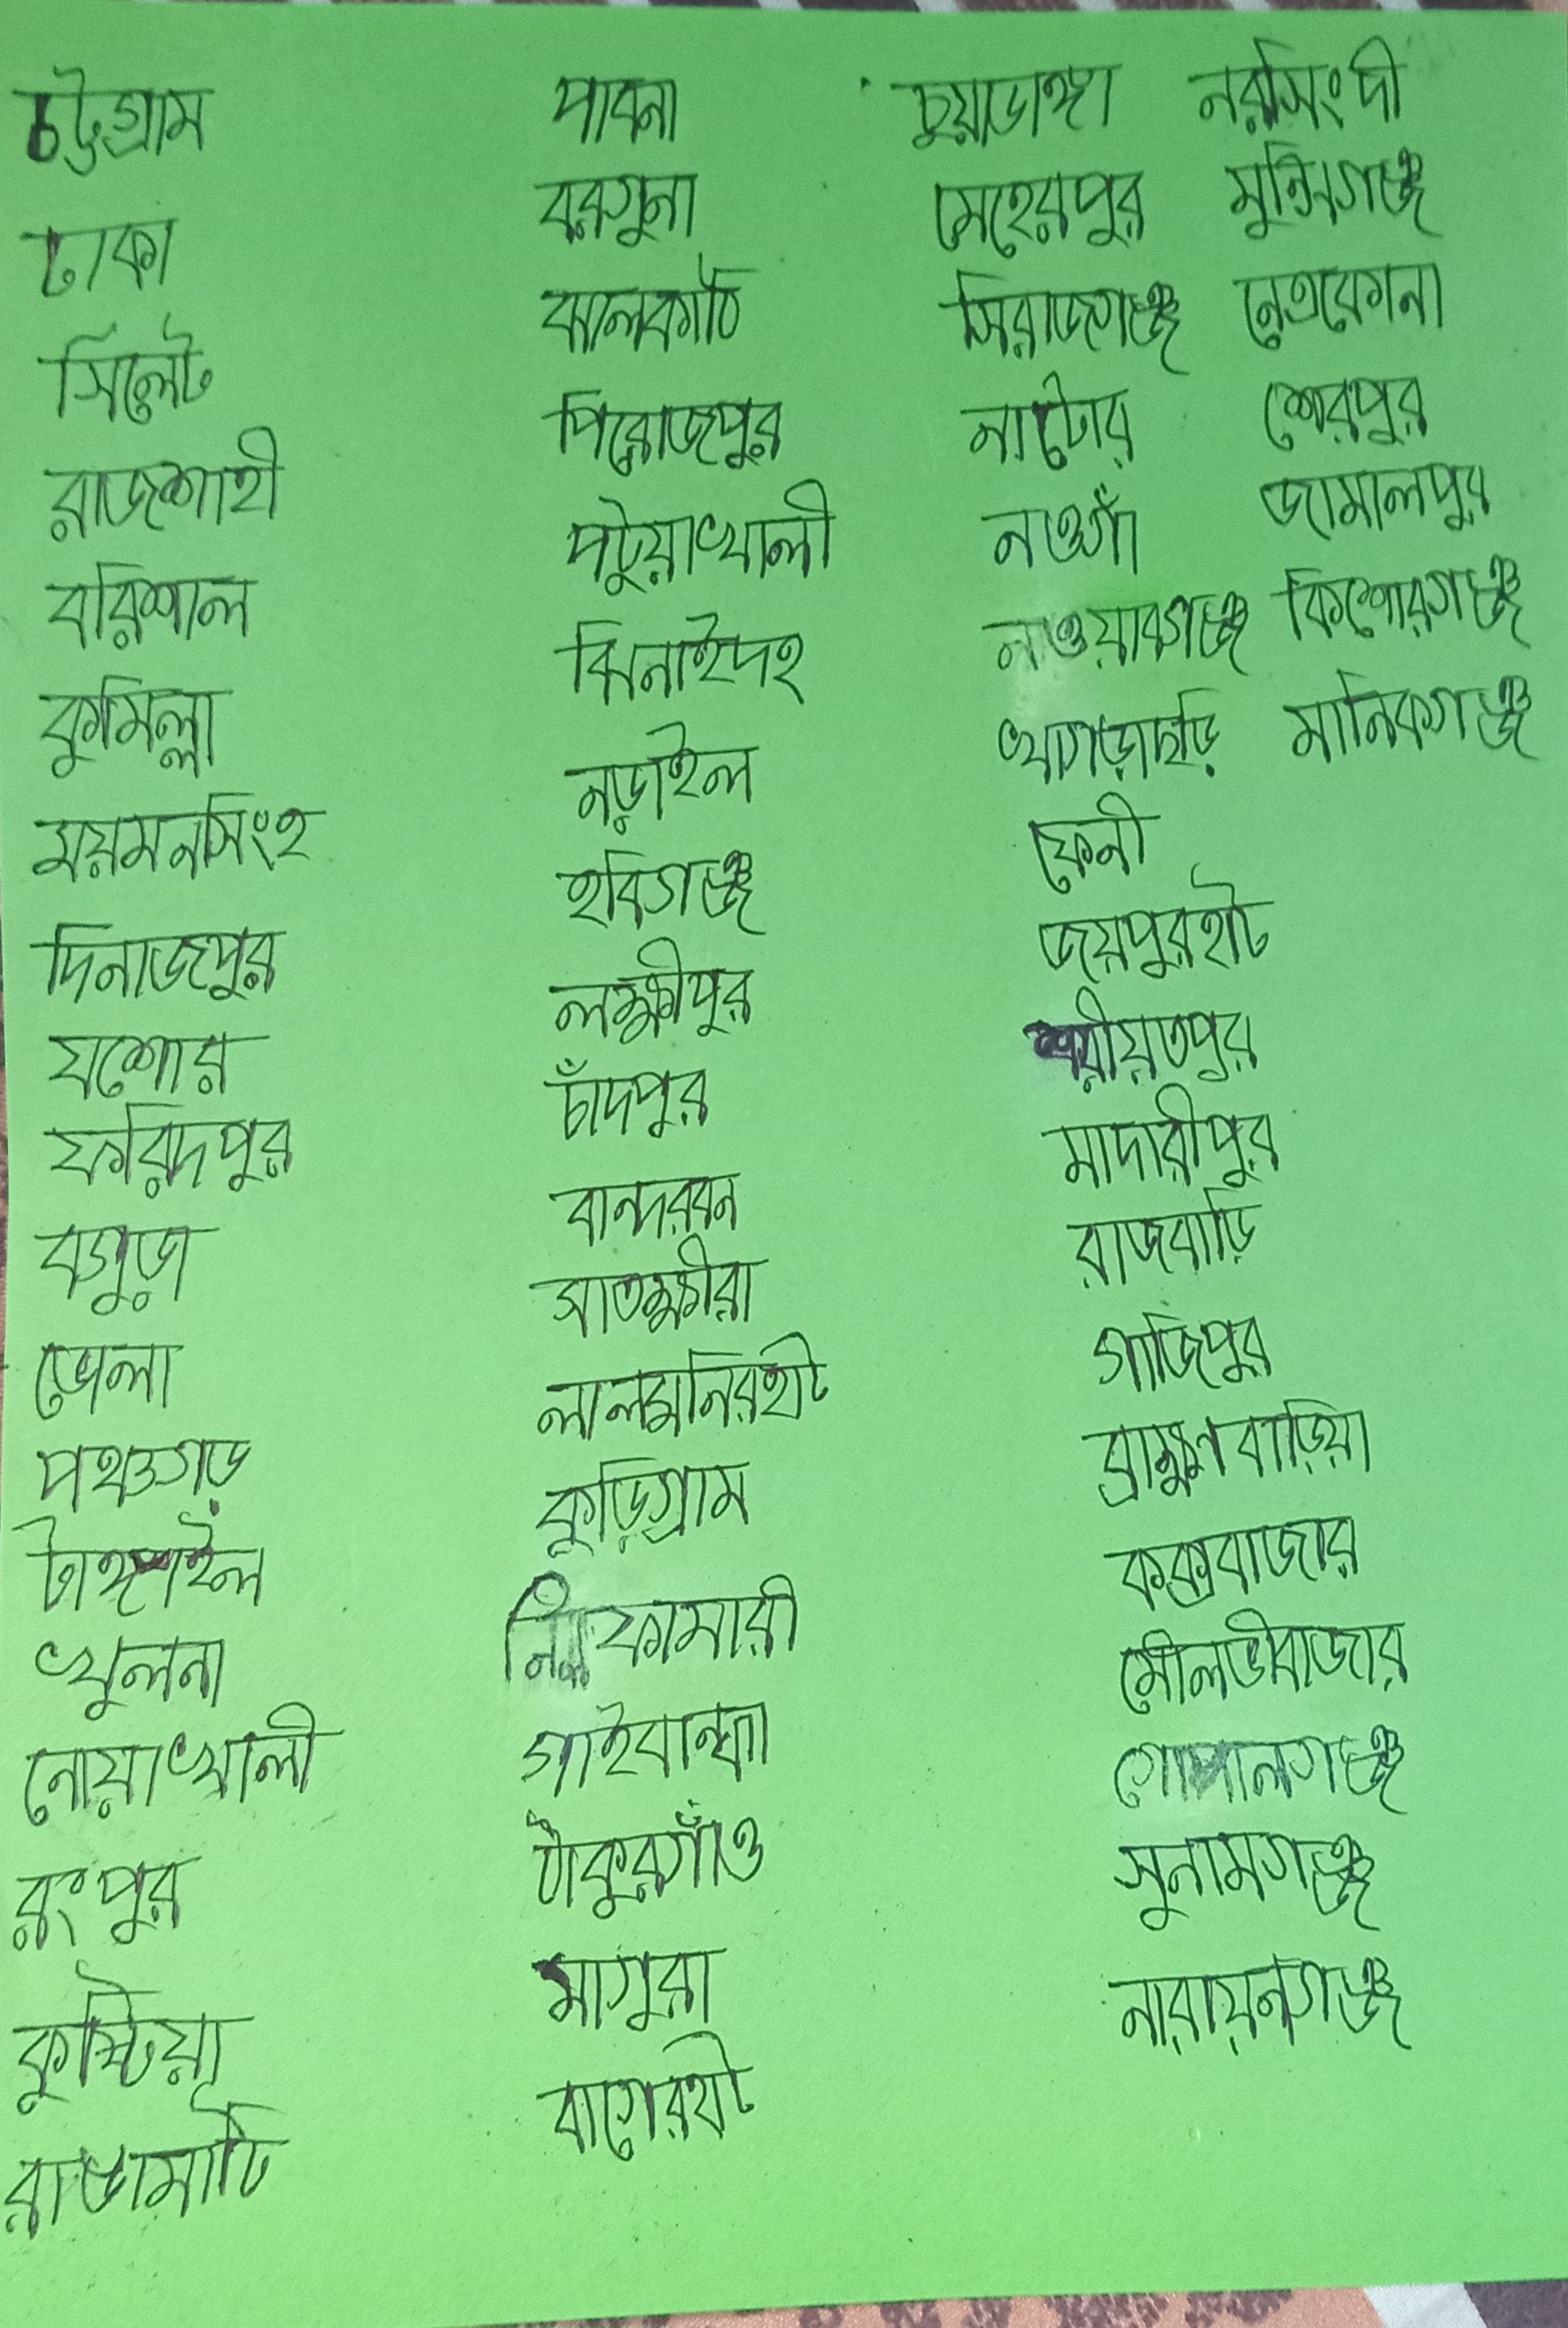 চট্টগ্রাম
ঢাকা
সিলেট
রাজশাহী
বরিশাল
কুমিল্লা
ময়মনসিংহ
দিনাজপুর
যশোর
ফরিদপুর
বগুড়া
ভোলা
পঞ্চগড়
টাঙ্গাইল
খুলনা
নোয়াখালী
রংপুর
কুষ্টিয়া
রাঙামাটি
পাবনা
বরগুনা
ঝালকাঠি
পিরোজপুর
পটুয়াখালী
ঝিনাইদহ
নড়াইল
হবিগঞ্জ
লক্ষ্মীপুর
চাঁদপুর
বান্দরবন
সাতক্ষীরা
লালমনিরহাট
কুড়িগ্রাম
নিলফামারী
গাইবান্ধা
ঠাকুরগাঁও
মাগুরা
বাগেরহাট
চুয়াডাঙ্গা
মেহেরপুর
সিরাজগঞ্জ
নাটোর
নওগাঁ
নওয়াবগঞ্জ
খাগড়াছড়ি
ফেনী
জয়পুরহাট
শরীয়তপুর
মাদারীপুর
রাজবাড়ি
গাজিপুর
ব্রাক্ষ্মণবাড়িয়া
কক্সবাজার
মৌলভীবাজার
গোপালগঞ্জ
সুনামগঞ্জ
নারায়নগঞ্জ
নরসিংদী
মুন্সিগঞ্জ
নেত্রকোনা
শেরপুর
জামালপুর
কিশোরগঞ্জ
মানিকগঞ্জ